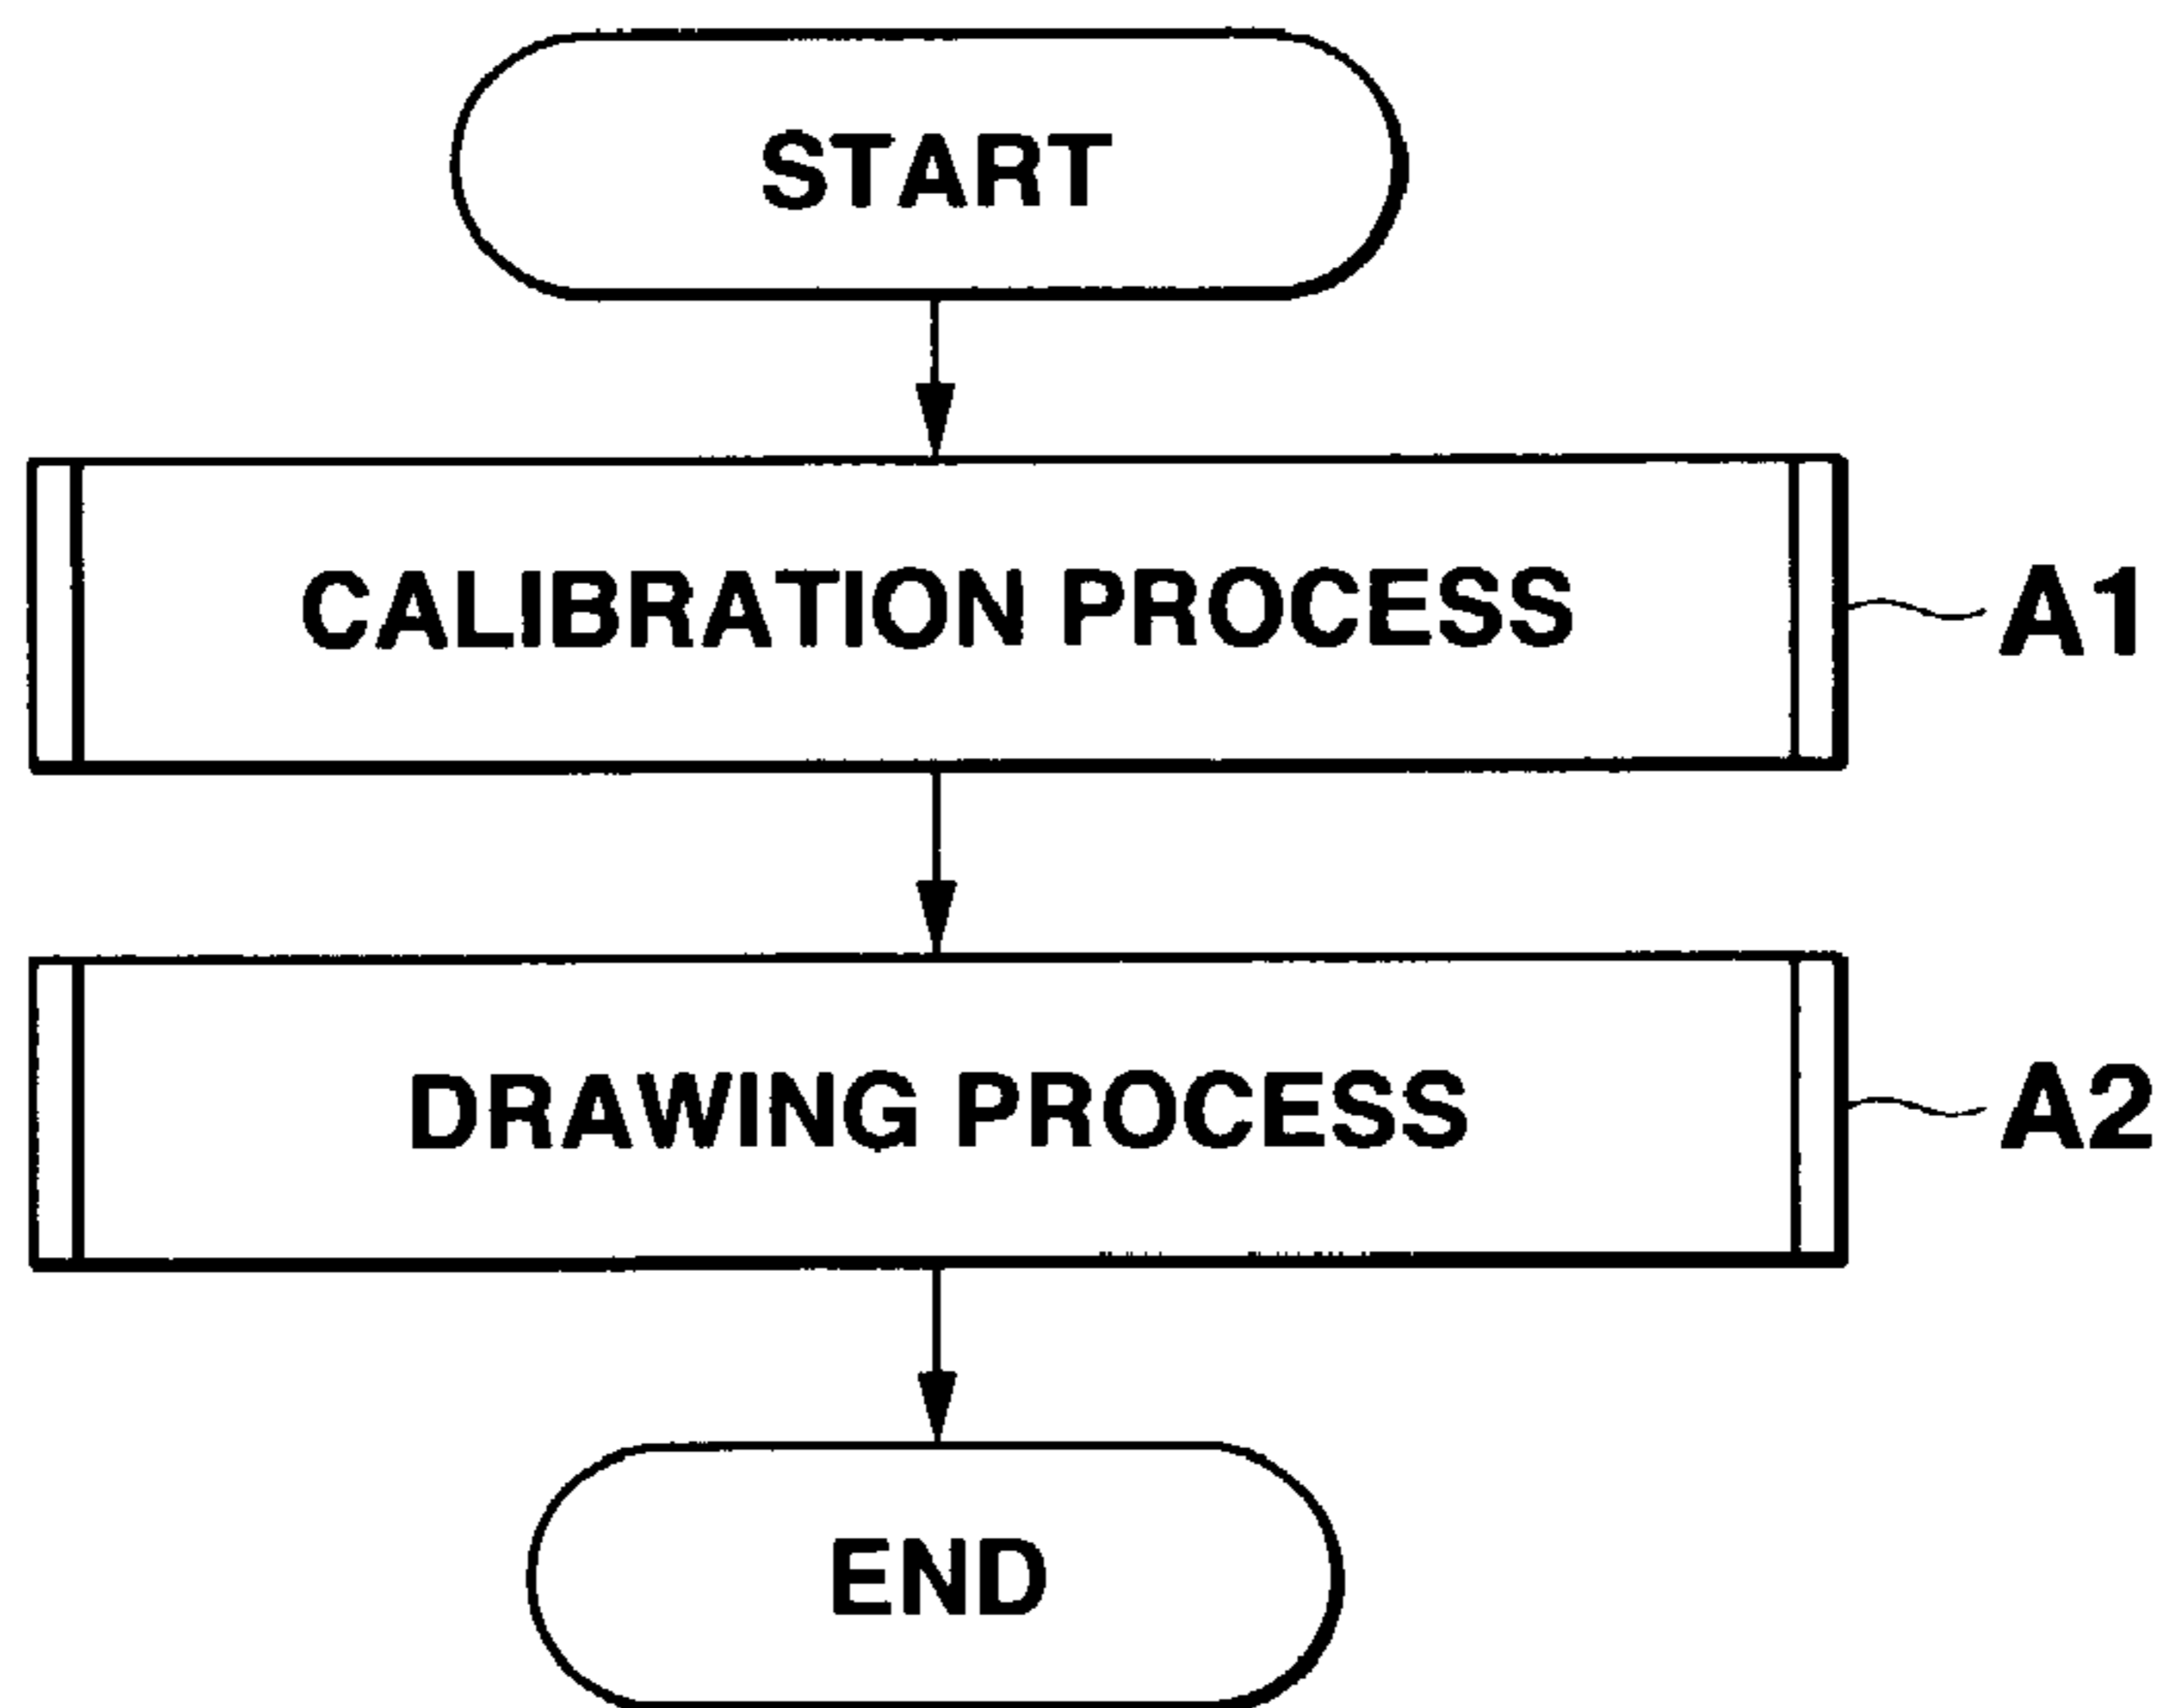 START
CALIBRATION PROCESS
A1
DRAWING PROCESS
A2
END